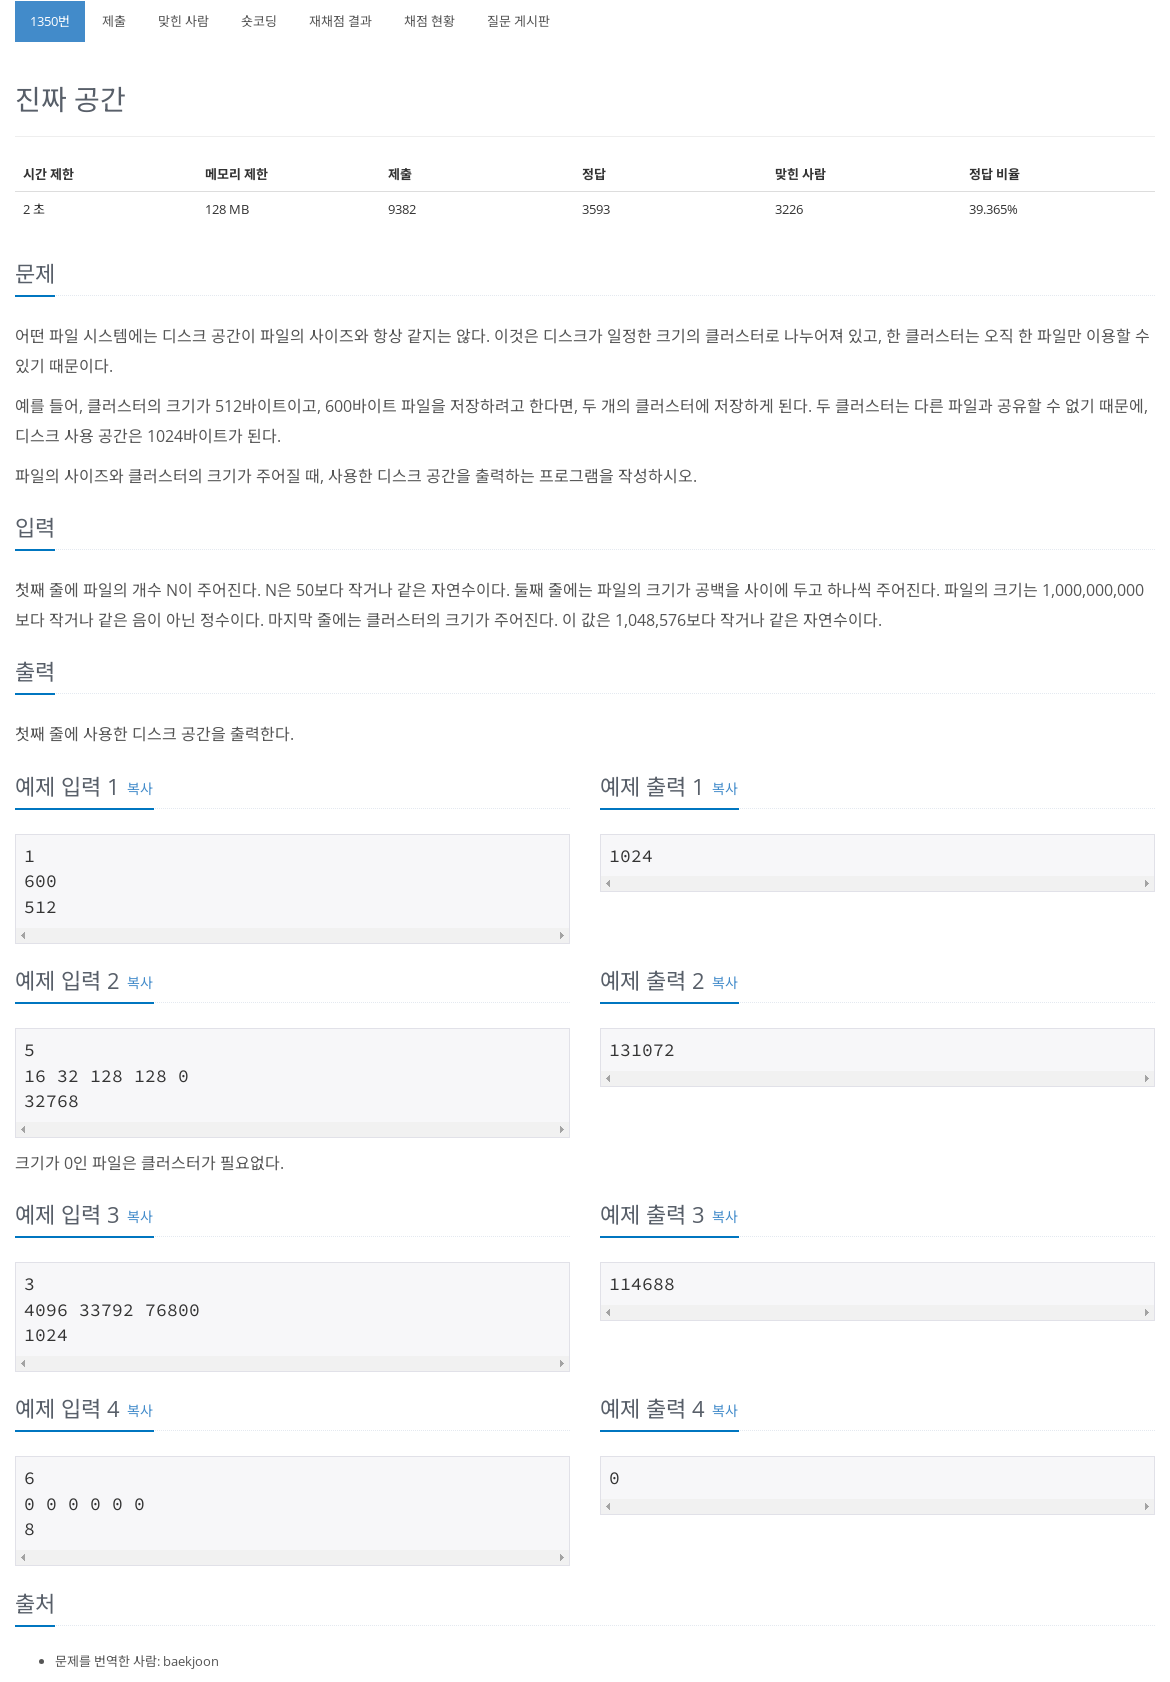 1350번 제출 맞힌 사람 숏코딩 재채점 결과 채점 현황 질문 게시판
진짜 공간
시간 제한 메모리 제한 제출 정답 맞힌 사람 정답 비율
2 초 128 MB 9382 3593 3226 39.365%
문제
어떤 파일 시스템에는 디스크 공간이 파일의 사이즈와 항상 같지는 않다. 이것은 디스크가 일정한 크기의 클러스터로 나누어져 있고, 한 클러스터는 오직 한 파일만 이용할 수
있기 때문이다.
예를 들어, 클러스터의 크기가 512바이트이고, 600바이트 파일을 저장하려고 한다면, 두 개의 클러스터에 저장하게 된다. 두 클러스터는 다른 파일과 공유할 수 없기 때문에,
디스크 사용 공간은 1024바이트가 된다.
파일의 사이즈와 클러스터의 크기가 주어질 때, 사용한 디스크 공간을 출력하는 프로그램을 작성하시오.
입력
첫째 줄에 파일의 개수 N이 주어진다. N은 50보다 작거나 같은 자연수이다. 둘째 줄에는 파일의 크기가 공백을 사이에 두고 하나씩 주어진다. 파일의 크기는 1,000,000,000
보다 작거나 같은 음이 아닌 정수이다. 마지막 줄에는 클러스터의 크기가 주어진다. 이 값은 1,048,576보다 작거나 같은 자연수이다.
출력
첫째 줄에 사용한 디스크 공간을 출력한다.
예제 입력 1 복사
1
600
512
예제 출력 1 복사
1024
예제 입력 2 복사
5
16 32 128 128 0
32768
예제 출력 2 복사
131072
크기가 0인 파일은 클러스터가 필요없다.
예제 입력 3 복사
3
4096 33792 76800
1024
예제 출력 3 복사
114688
예제 입력 4 복사
6
0 0 0 0 0 0
8
예제 출력 4 복사
0
출처
문제를 번역한 사람: baekjoon